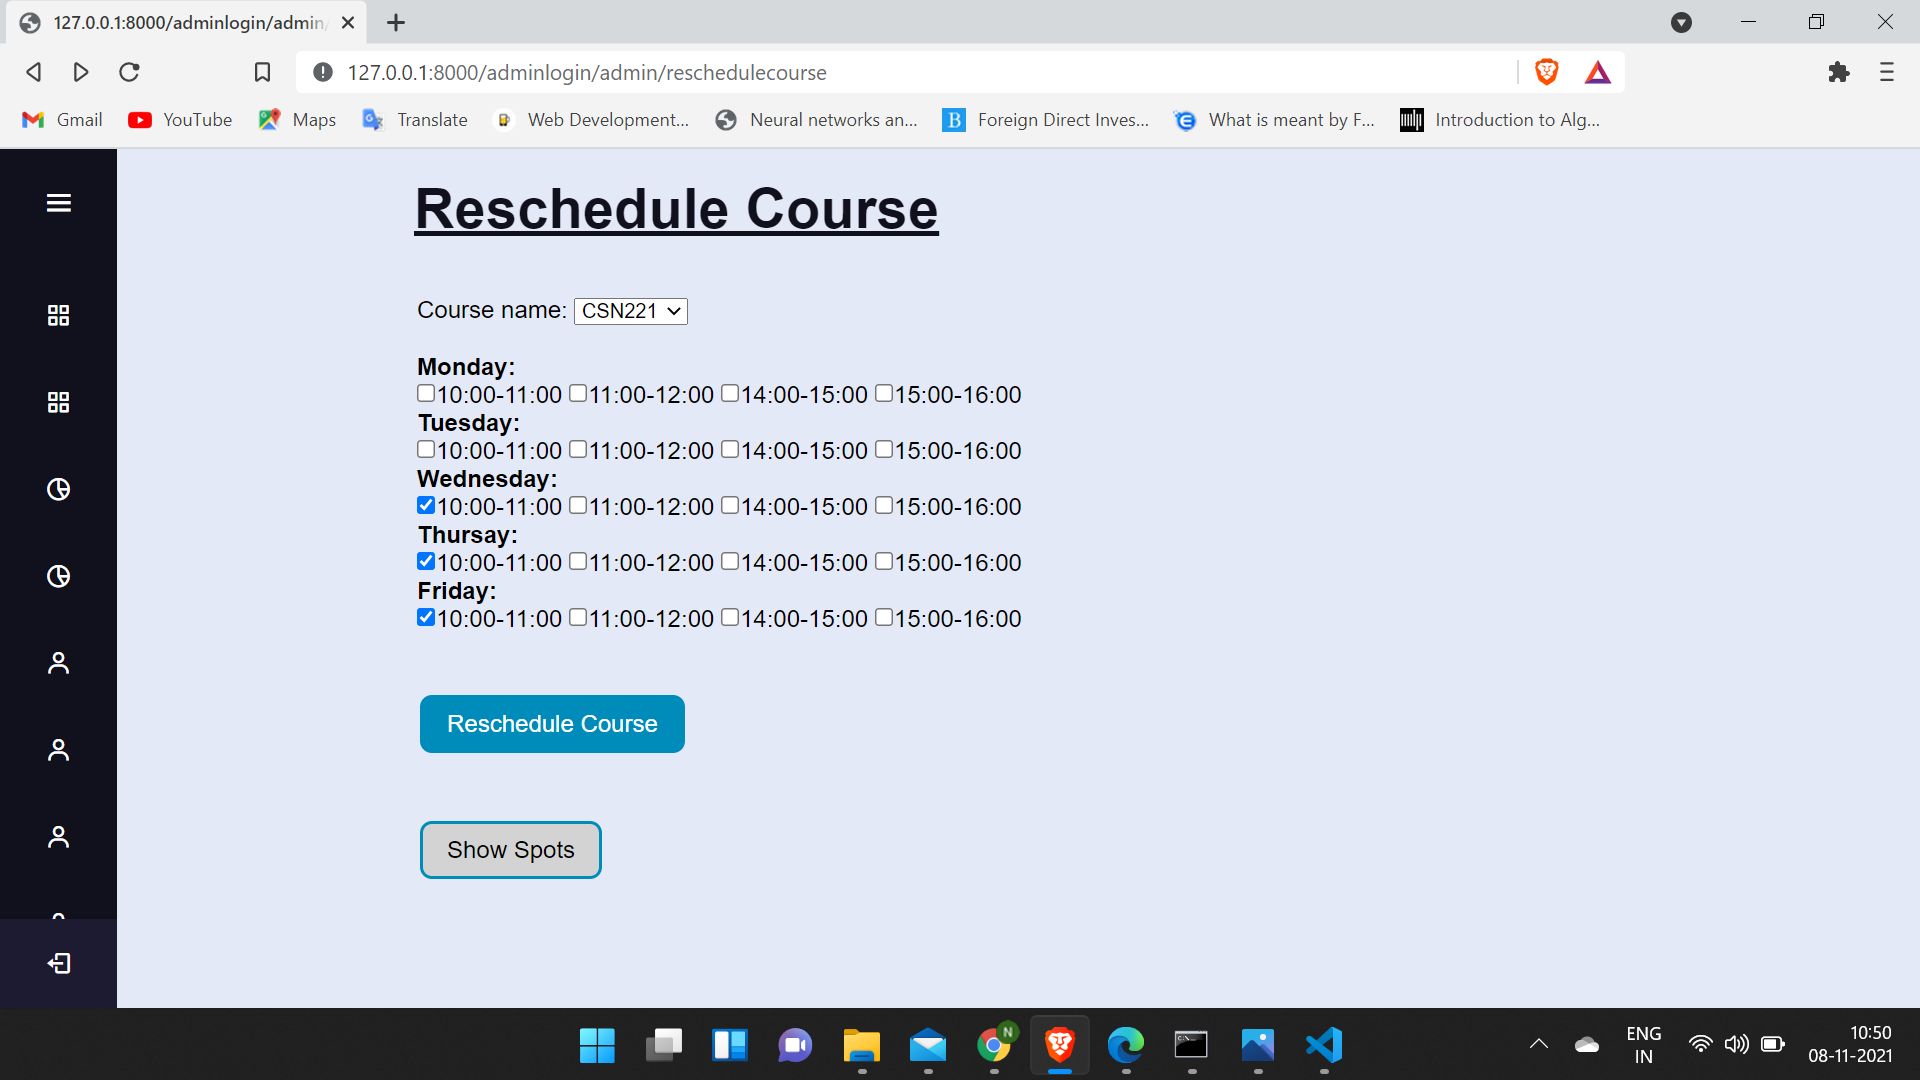 127.0.0.1:8000/adminlogin/admin/
127.0.0.1:8000/adminlogin/admin/reschedulecourse
Gmail YouTube Maps Translate Web Development... Neural networks an... B Foreign Direct Inves... What is meant by F... Introduction to Alg...
Reschedule Course
Course name: CSN221
Monday:
10:00-11:00 11:00-12:00 14:00-15:00 15:00-16:00
Tuesday:
10:00-11:00 11:00-12:00 14:00-15:00 15:00-16:00
Wednesday:
10:00-11:00 11:00-12:00 14:00-15:00 15:00-16:00
Thursay:
10:00-11:00 11:00-12:00 14:00-15:00 15:00-16:00
Friday:
10:00-11:00 11:00-12:00 14:00-15:00 15:00-16:00
Reschedule Course
Show Spots
N
ENG
IN
10:50
08-11-2021